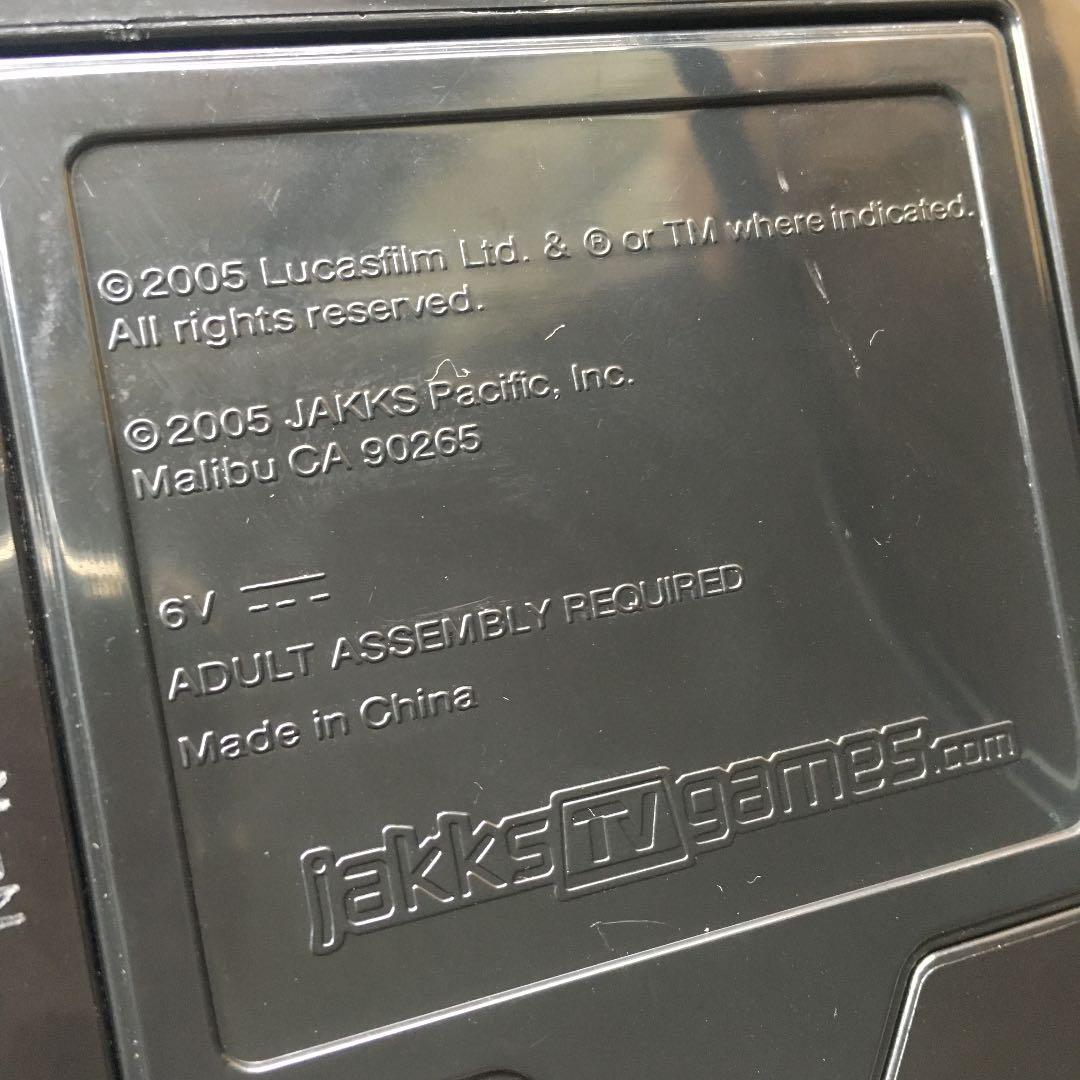 ©2005 Lucasfilm Ltd. & ® or TM where indicated.
All rights reserved.
©2005 JAKKS Pacific, Inc.
Malibu CA 90265
6V
ADULT ASSEMBLY REQUIRED
Made in China
jakks TV games.com